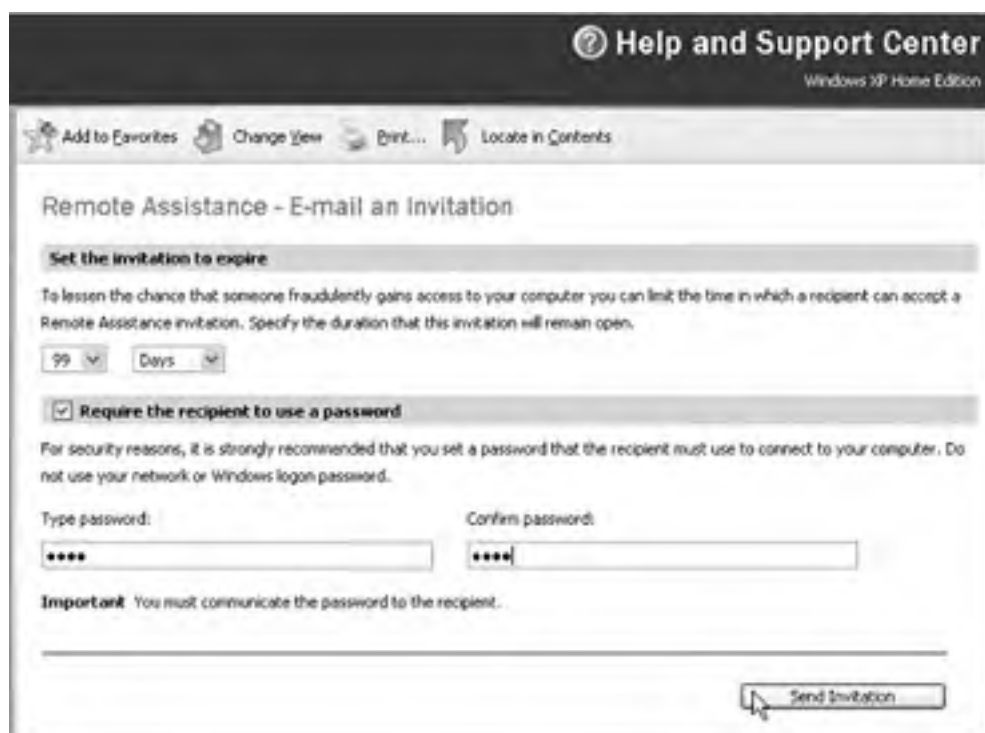 ? Help and Support Center
Windows XP Home Edition
Add to Favorites Change View Print... Locate in Contents
Remote Assistance - E-mail an Invitation
Set the invitation to expire
To lessen the chance that someone fraudulently gains access to your computer you can limit the time in which a recipient can accept a
Remote Assistance invitation. Specify the duration that this invitation will remain open.
99 Days
Require the recipient to use a password
For security reasons, it is strongly recommended that you set a password that the recipient must use to connect to your computer. Do
not use your network or Windows logon password.
Type password: Confirm password:
•••• ••••
Important You must communicate the password to the recipient.
Send Invitation